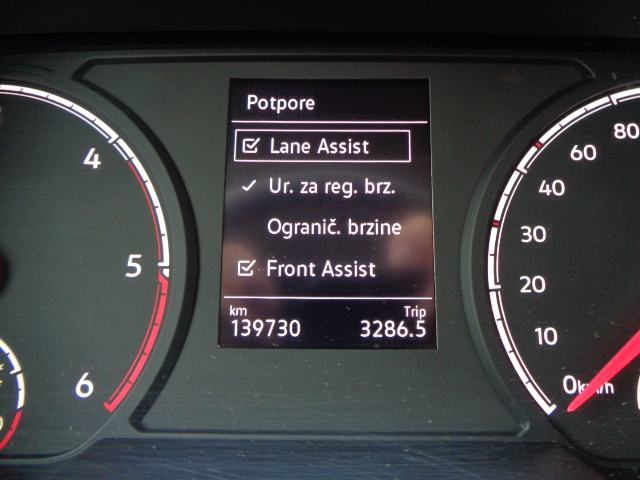 Potpore
Lane Assist
Ur. za reg. brz.
Ogranič. brzine
Front Assist
km Trip
139730 3286.5
4
5
6
80
60
40
30
20
10
0 km/h